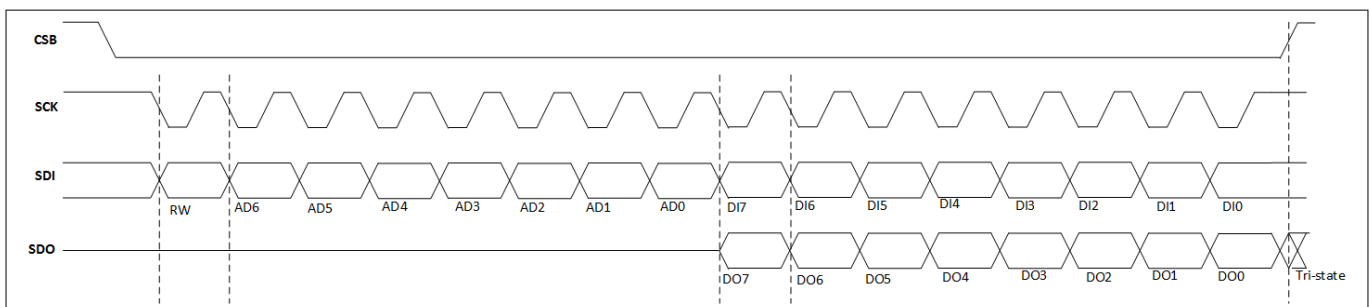 CSB
SCK
SDI
RW AD6 AD5 AD4 AD3 AD2 AD1 AD0 DI7 DI6 DI5 DI4 DI3 DI2 DI1 DI0
SDO
DO7 DO6 DO5 DO4 DO3 DO2 DO1 DO0 Tri-state